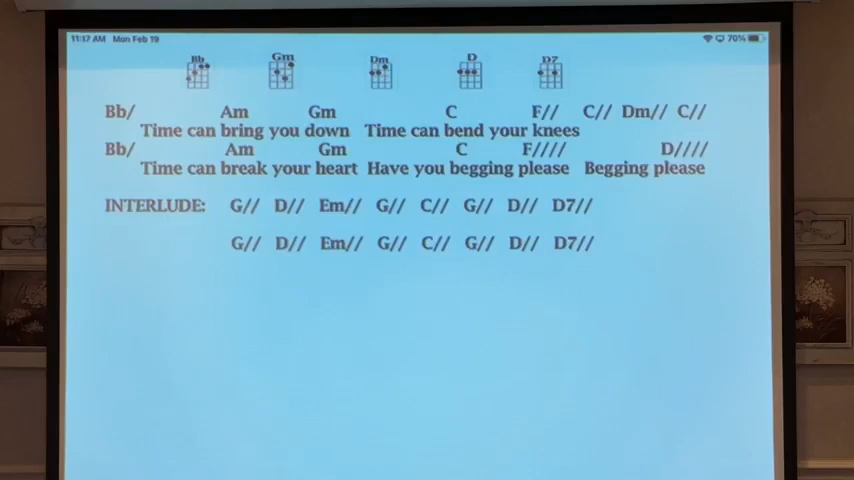 11:17 AM Mon Feb 19
70%
Bb Gm Dm D D7
Bb/ Am Gm C F// C// Dm// C//
Time can bring you down Time can bend your knees
Bb/ Am Gm C F//// D////
Time can break your heart Have you begging please Begging please
INTERLUDE: G// D// Em// G// C// G// D// D7//
G// D// Em// G// C// G// D// D7//